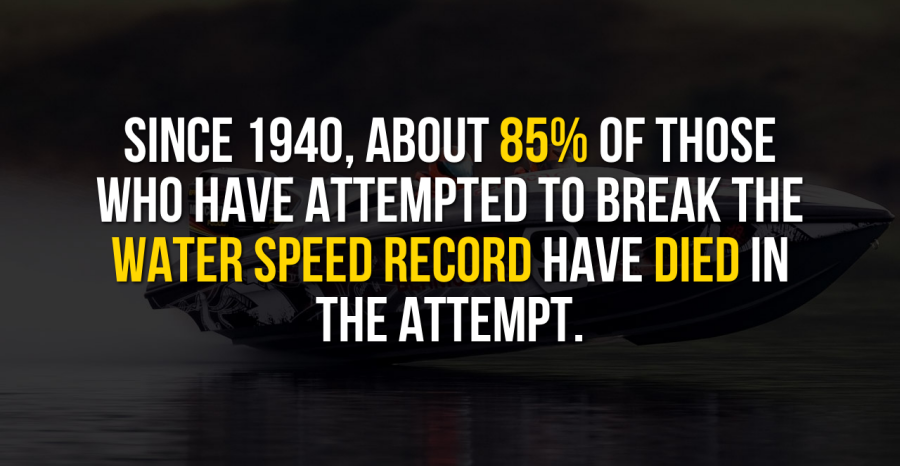 SINCE 1940, ABOUT 85% OF THOSE
WHO HAVE ATTEMPTED TO BREAK THE
WATER SPEED RECORD HAVE DIED IN
THE ATTEMPT.